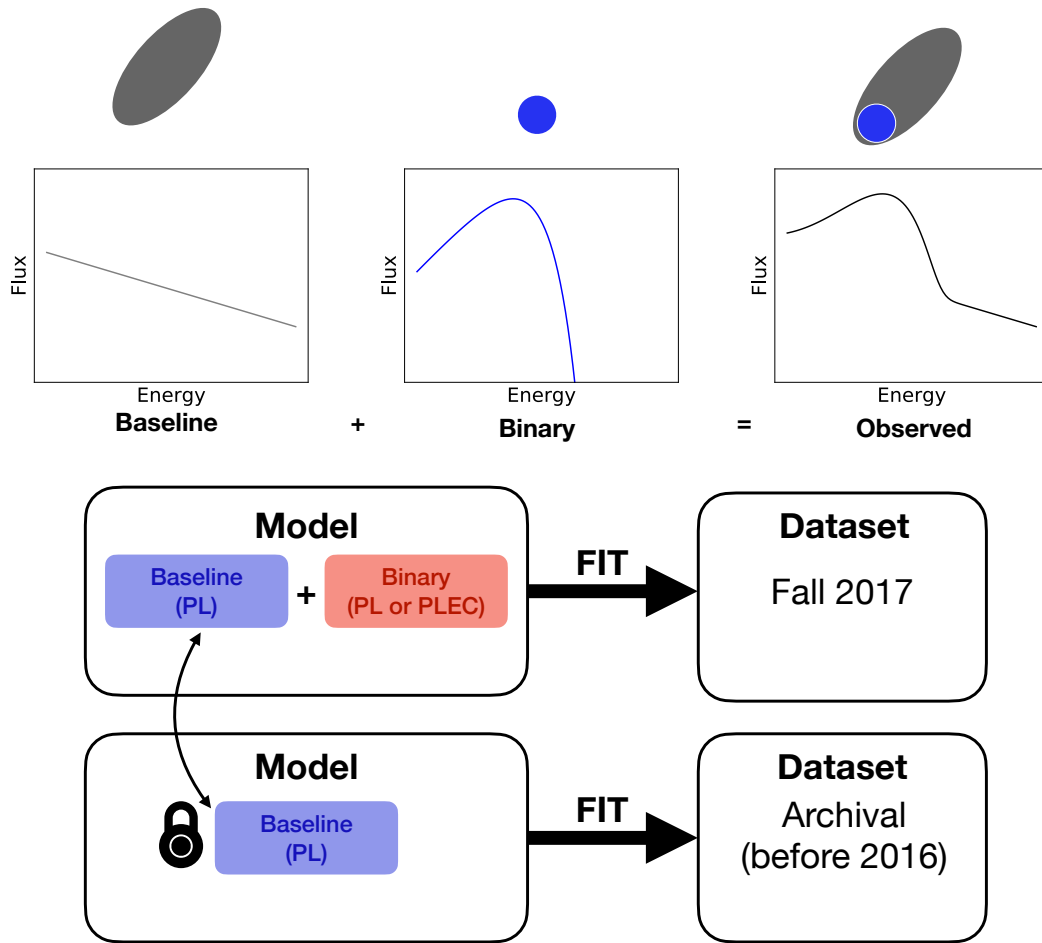 Flux
Energy
Baseline
+
Flux
Energy
Binary
=
Flux
Energy
Observed
Model
Baseline
(PL)
+
Binary
(PL or PLEC)
FIT
Dataset
Fall 2017
Model
Baseline
(PL)
FIT
Dataset
Archival
(before 2016)